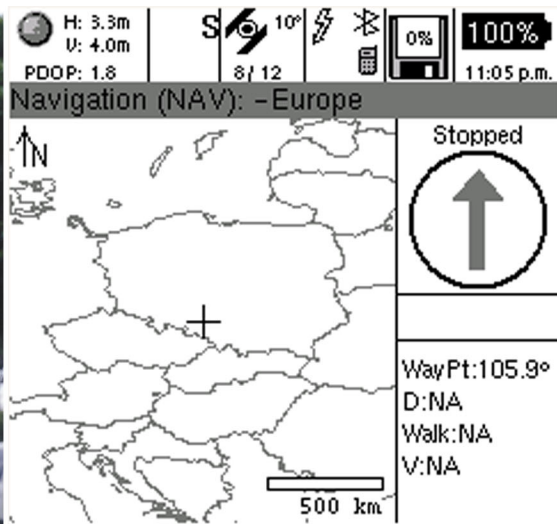 H: 3.3m
V: 4.0m
PDOP: 1.8
S
10°
8/12
0%
100%
11:05 p.m.
Navigation (NAV): -Europe
N
Stopped
WayPt:105.9º
D:NA
Walk:NA
V:NA
500 km